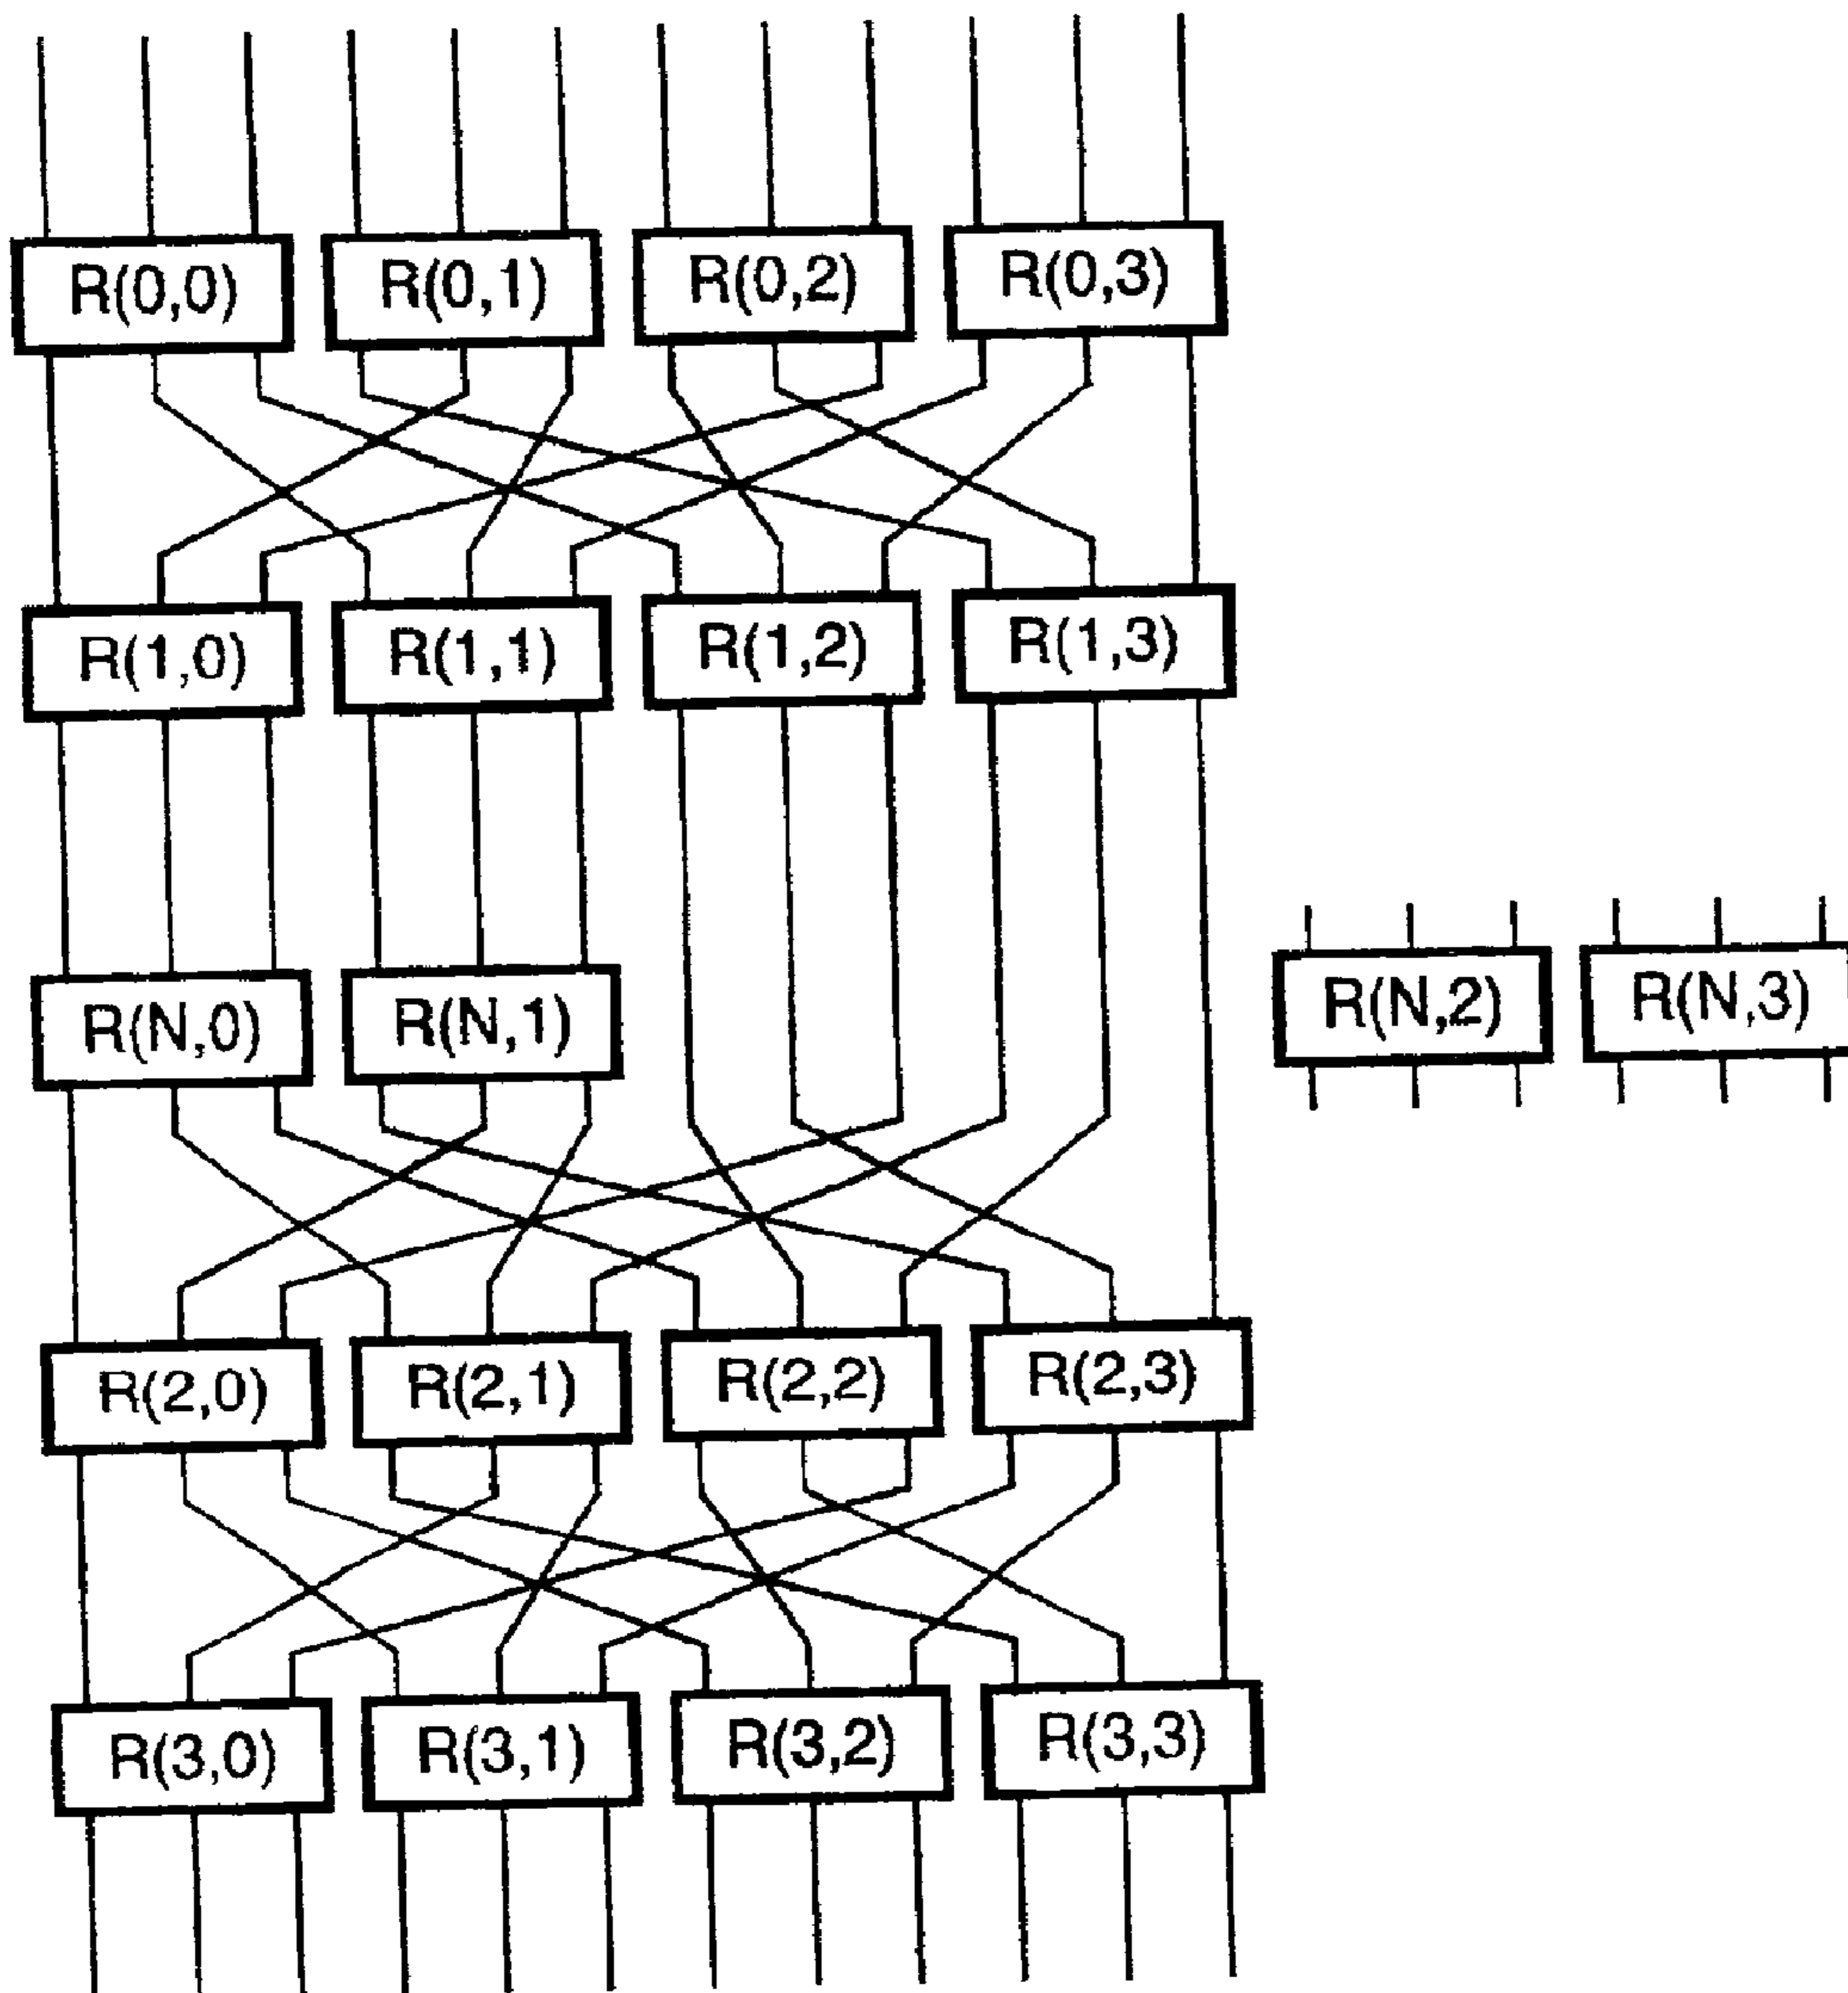 R(0,0) R(0,1) R(0,2) R(0,3)
R(1,0) R(1,1) R(1,2) R(1,3)
R(N,0) R(N,1) R(N,2) R(N,3)
R(2,0) R(2,1) R(2,2) R(2,3)
R(3,0) R(3,1) R(3,2) R(3,3)